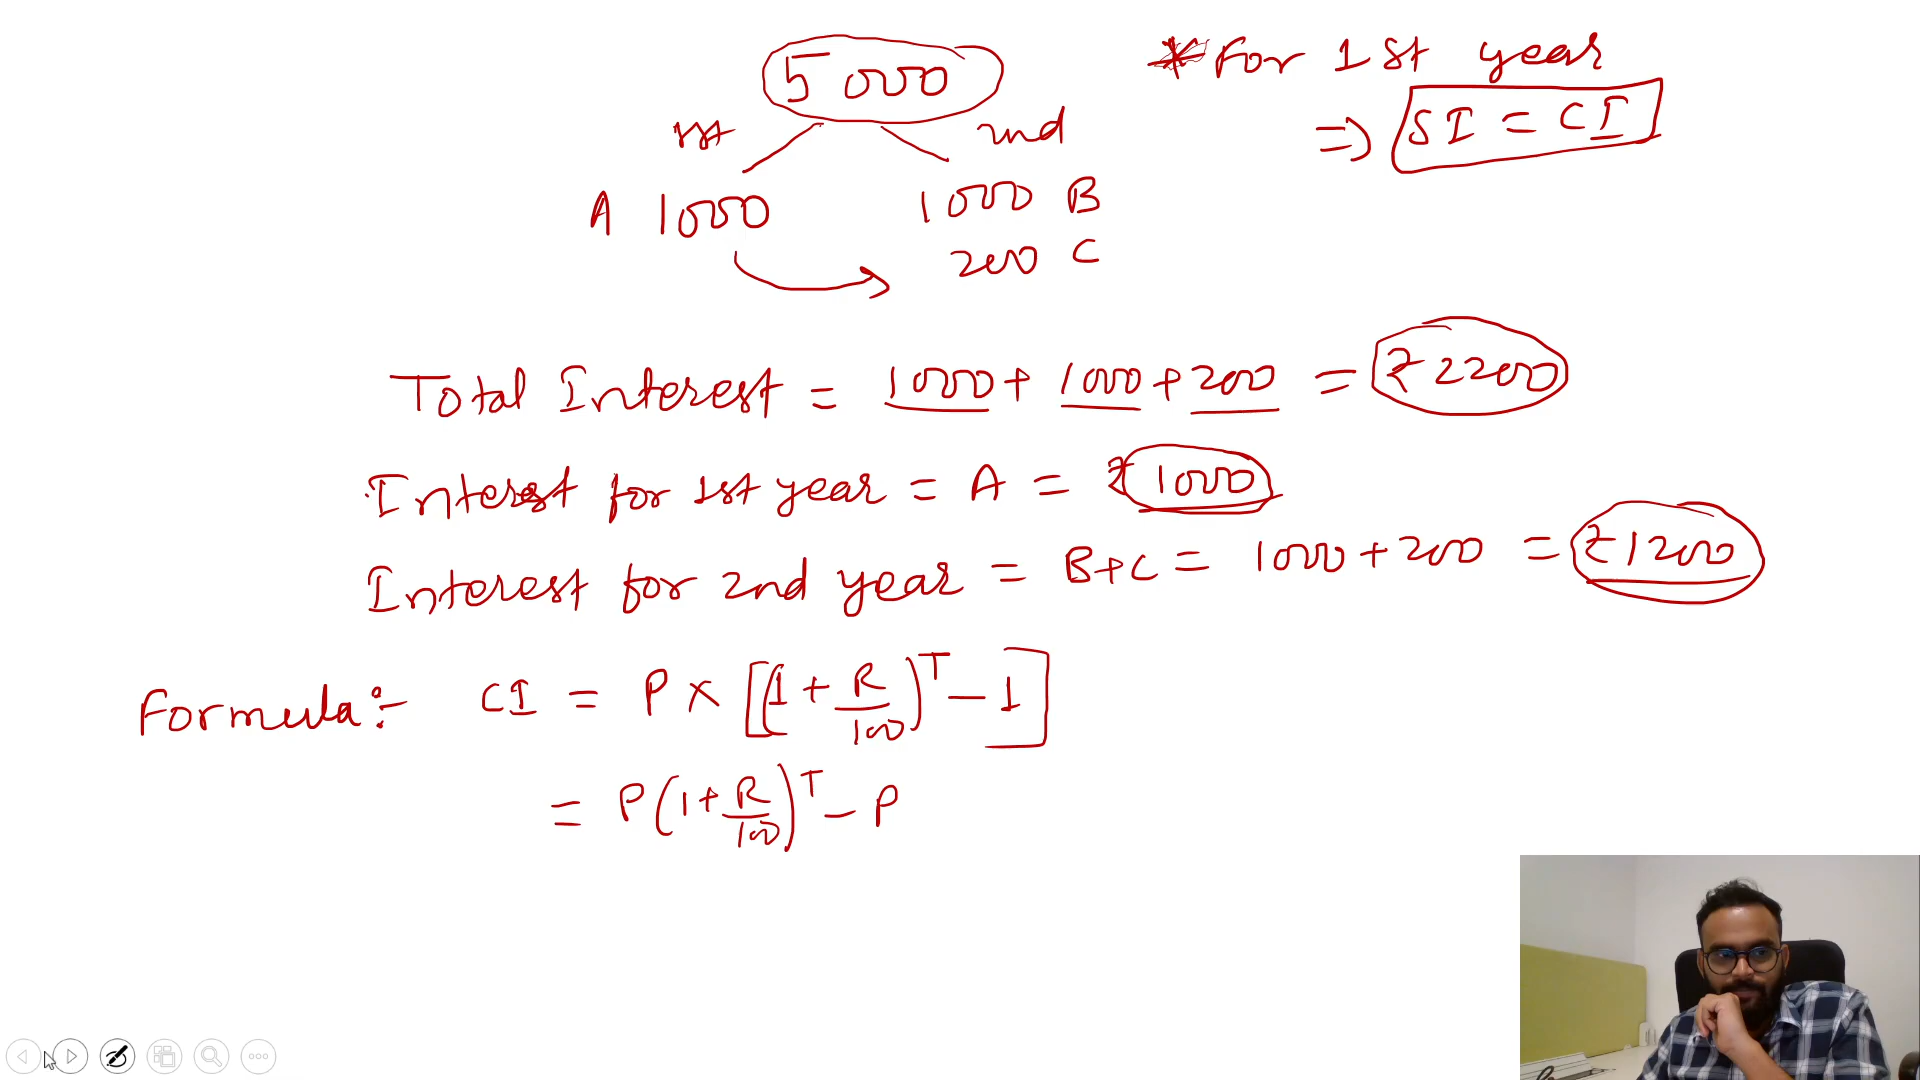 5000
* For 1st year
1st 2nd
=> SI = CI
A 1000 1000 B
200 C
Total Interest = 1000 + 1000 + 200 = ₹2200
Interest for 1st year = A = ₹1000
Interest for 2nd year = B+C = 1000 + 200 = ₹1200
Formula:- CI = P × [(1 + R/100)^T - 1]
= P(1 + R/100)^T - P